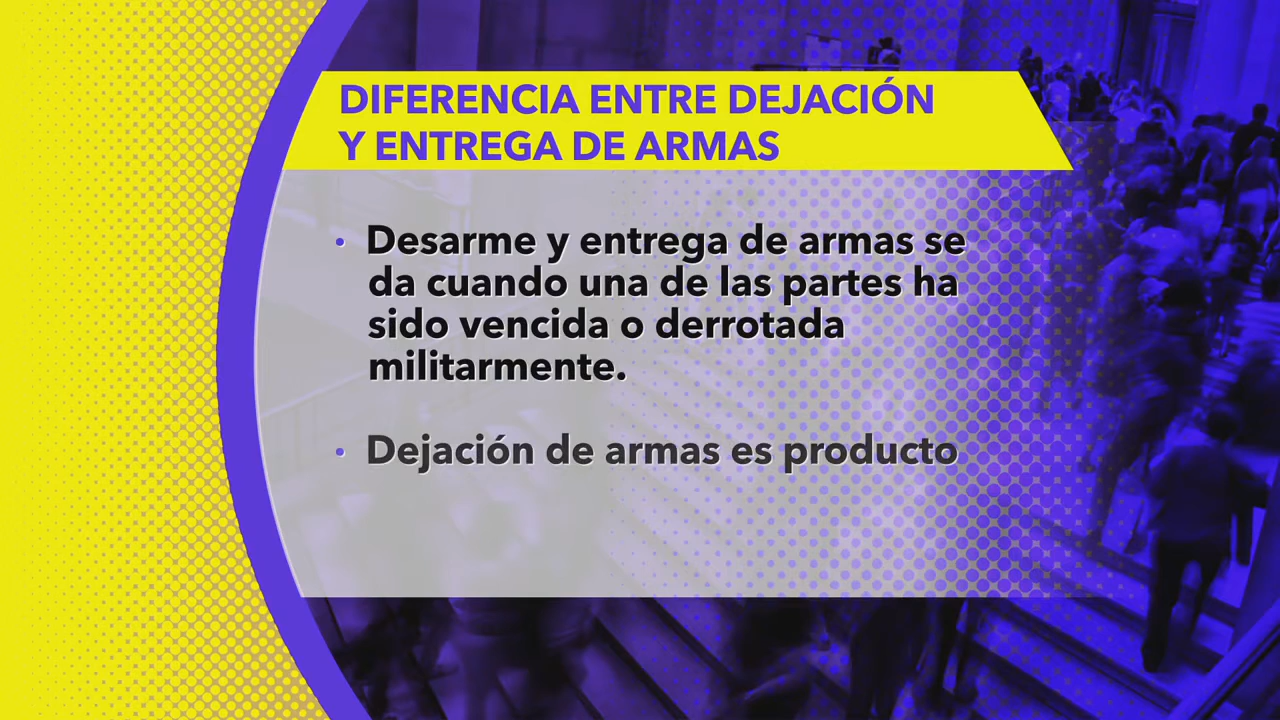 DIFERENCIA ENTRE DEJACIÓN
Y ENTREGA DE ARMAS
• Desarme y entrega de armas se
da cuando una de las partes ha
sido vencida o derrotada
militarmente.
• Dejación de armas es producto